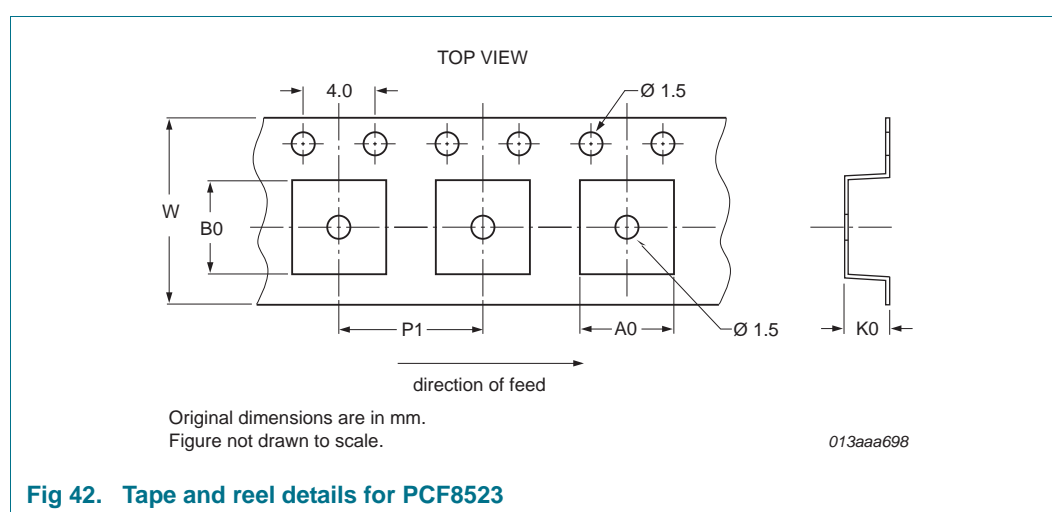 TOP VIEW
4.0
Ø 1.5
W
B0
P1
A0
Ø 1.5
K0
direction of feed
Original dimensions are in mm.
Figure not drawn to scale.
013aaa698
Fig 42. Tape and reel details for PCF8523